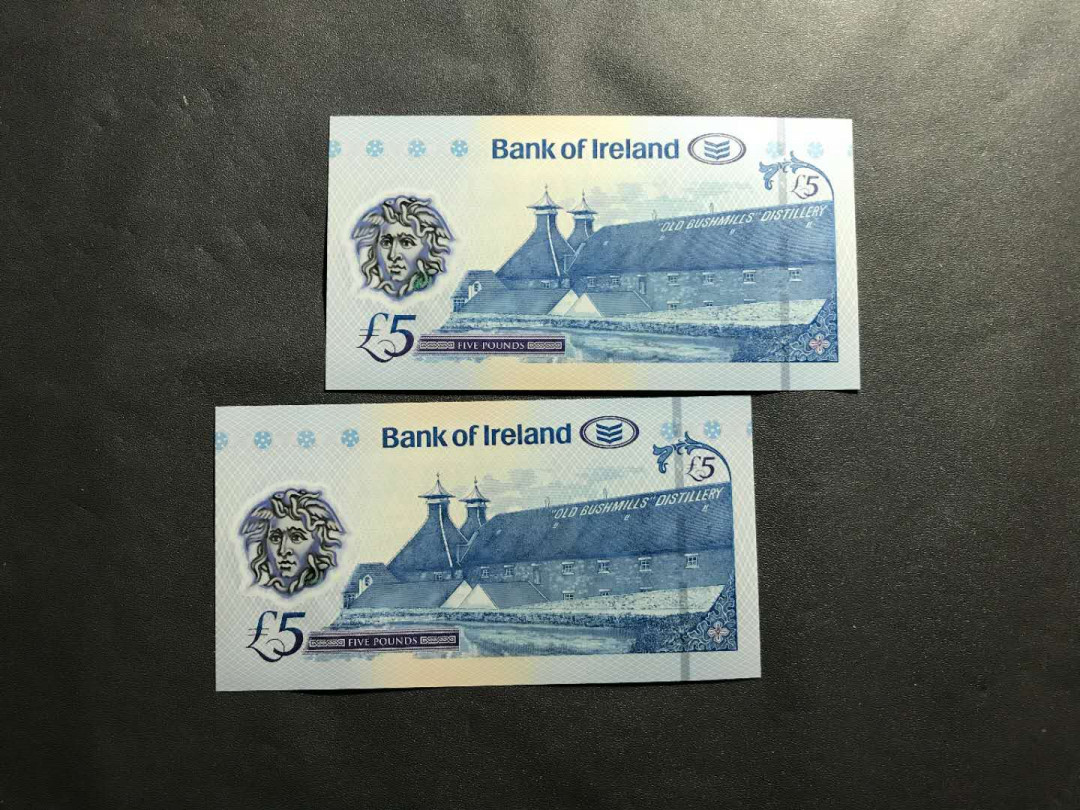 Bank of Ireland
£5
"OLD BUSHMILLS" DISTILLERY
£5
FIVE POUNDS
Bank of Ireland
£5
"OLD BUSHMILLS" DISTILLERY
£5
FIVE POUNDS